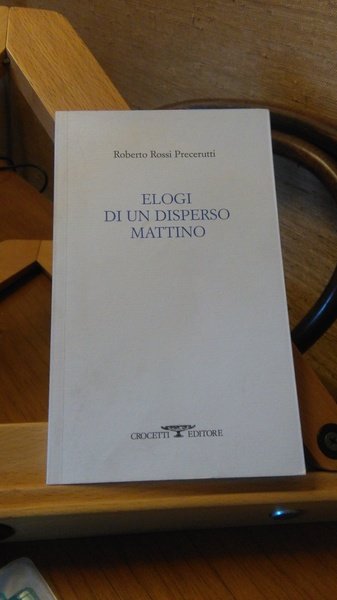 Roberto Rossi Precerutti
ELOGI
DI UN DISPERSO
MATTINO
CROCETTI EDITORE